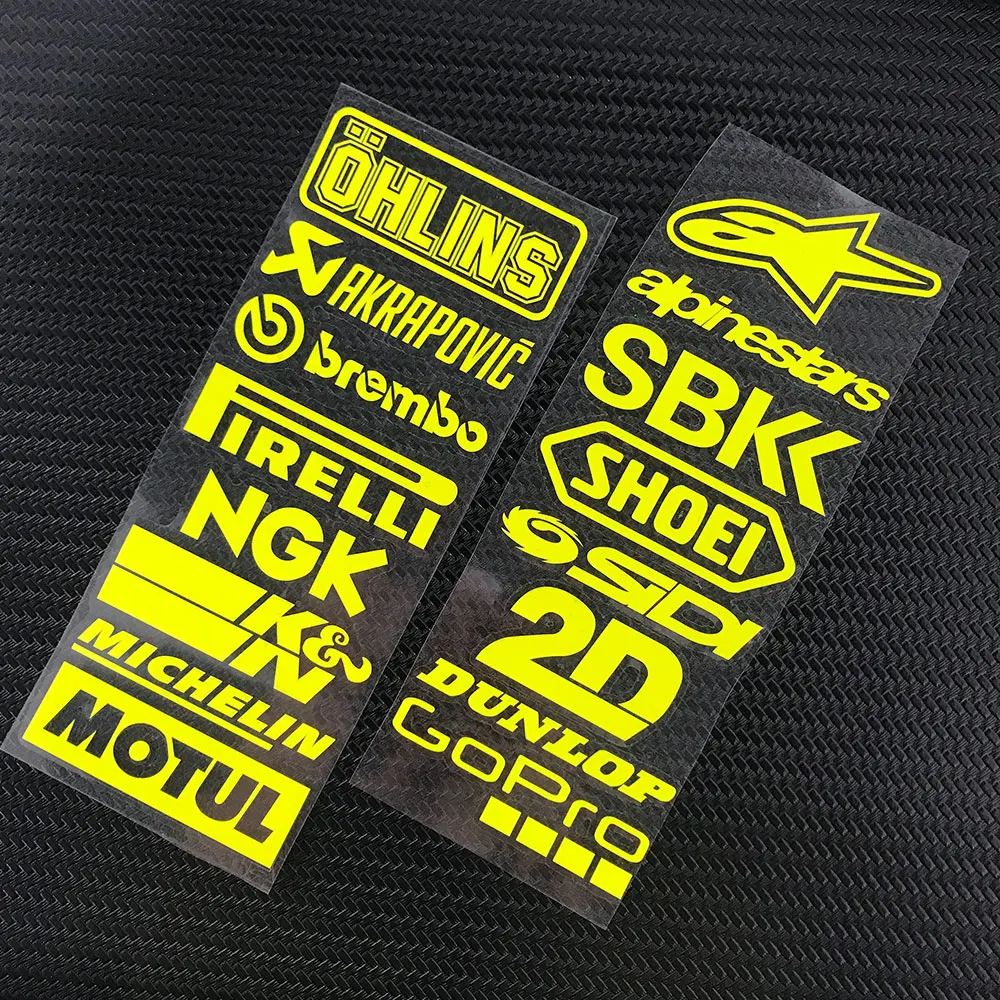 ÖHLINS
AKRAPOVIČ
brembo
PIRELLI
NGK
K&N
MICHELIN
MOTUL
alpinestars
SBK
SHOEI
SIDI
2D
DUNLOP
GoPro